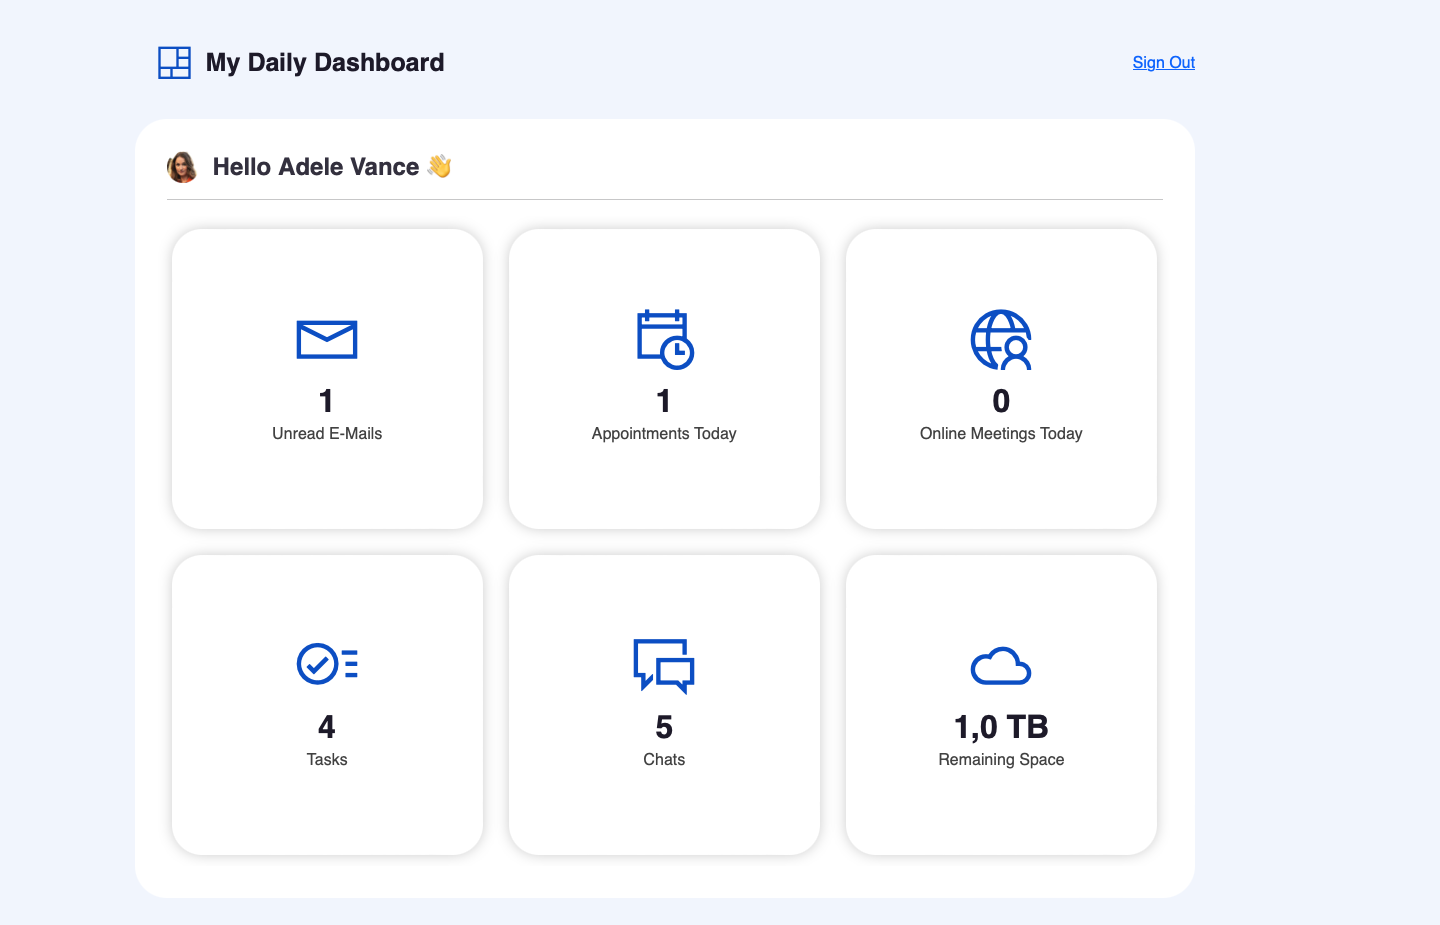 My Daily Dashboard
Sign Out
Hello Adele Vance 👋
1
Unread E-Mails
1
Appointments Today
0
Online Meetings Today
4
Tasks
5
Chats
1,0 TB
Remaining Space